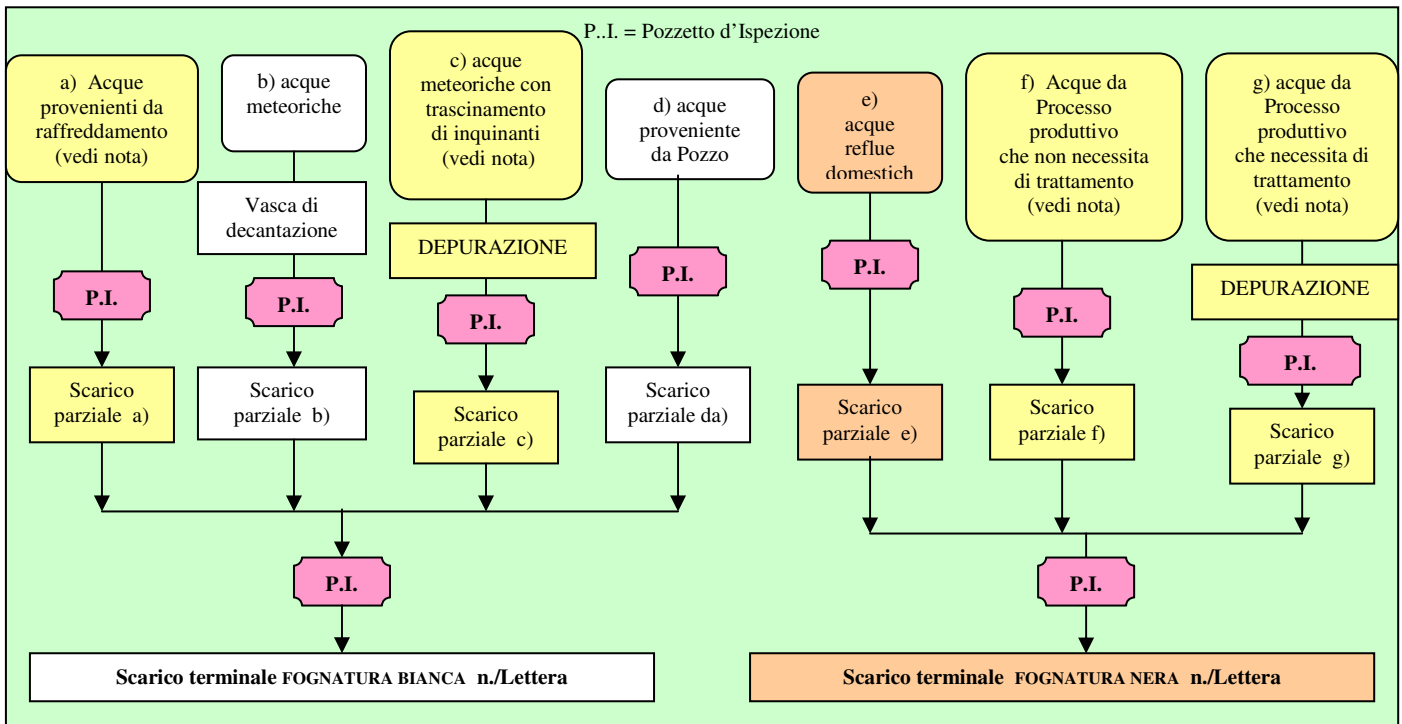 P..I. = Pozzetto d'Ispezione
a) Acque
provenienti da
raffreddamento
(vedi nota)
b) acque
meteoriche
c) acque
meteoriche con
trascinamento
di inquinanti
(vedi nota)
d) acque
proveniente
da Pozzo
e)
acque
reflue
domestich
f) Acque da
Processo
produttivo
che non necessita
di trattamento
(vedi nota)
g) acque da
Processo
produttivo
che necessita di
trattamento
(vedi nota)
Vasca di
decantazione
DEPURAZIONE
DEPURAZIONE
P.I.
P.I.
P.I.
P.I.
P.I.
P.I.
P.I.
Scarico
parziale a)
Scarico
parziale b)
Scarico
parziale c)
Scarico
parziale da)
Scarico
parziale e)
Scarico
parziale f)
Scarico
parziale g)
P.I.
P.I.
Scarico terminale FOGNATURA BIANCA n./Lettera
Scarico terminale FOGNATURA NERA n./Lettera